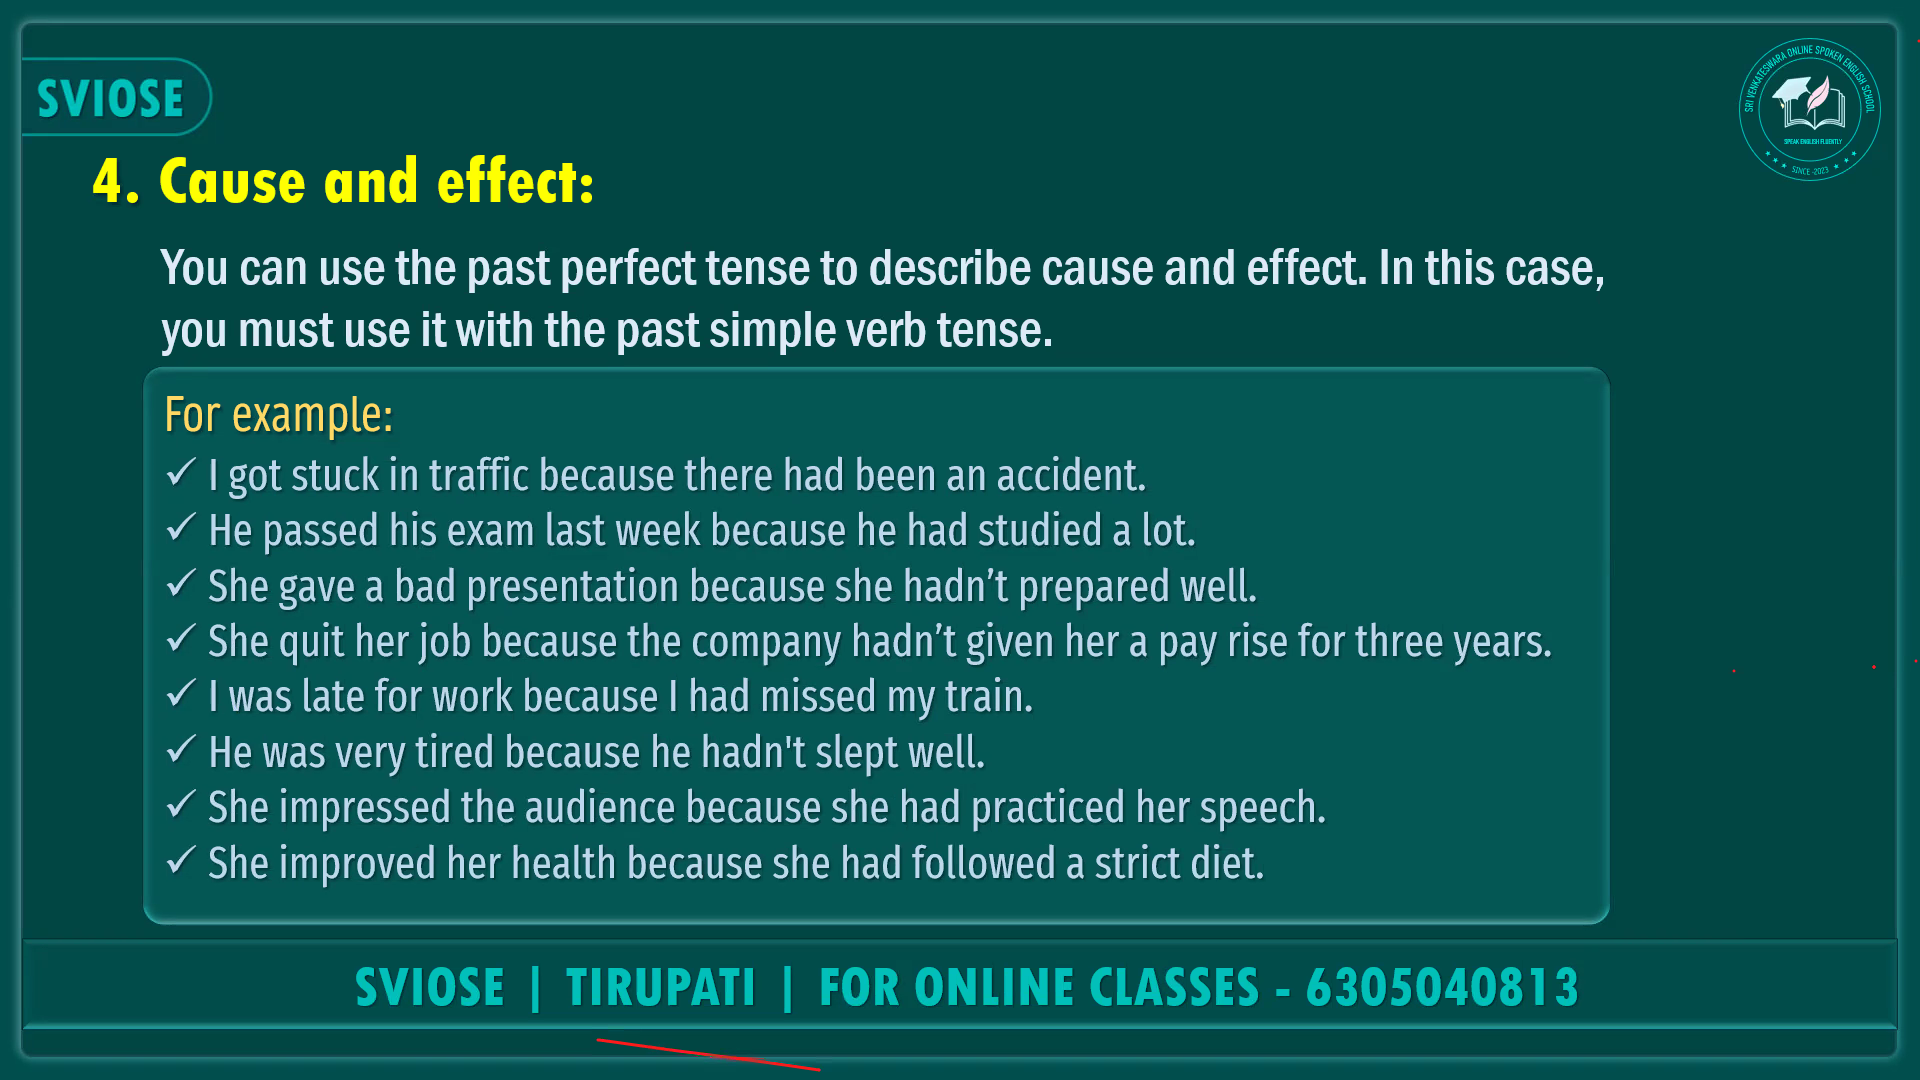 SVIOSE
SRI VENKATESWARA ONLINE SPOKEN ENGLISH SCHOOL
SPEAK ENGLISH FLUENTLY
SINCE -2023
4. Cause and effect:
You can use the past perfect tense to describe cause and effect. In this case,
you must use it with the past simple verb tense.
For example:
✓ I got stuck in traffic because there had been an accident.
✓ He passed his exam last week because he had studied a lot.
✓ She gave a bad presentation because she hadn’t prepared well.
✓ She quit her job because the company hadn’t given her a pay rise for three years.
✓ I was late for work because I had missed my train.
✓ He was very tired because he hadn't slept well.
✓ She impressed the audience because she had practiced her speech.
✓ She improved her health because she had followed a strict diet.
SVIOSE | TIRUPATI | FOR ONLINE CLASSES - 6305040813